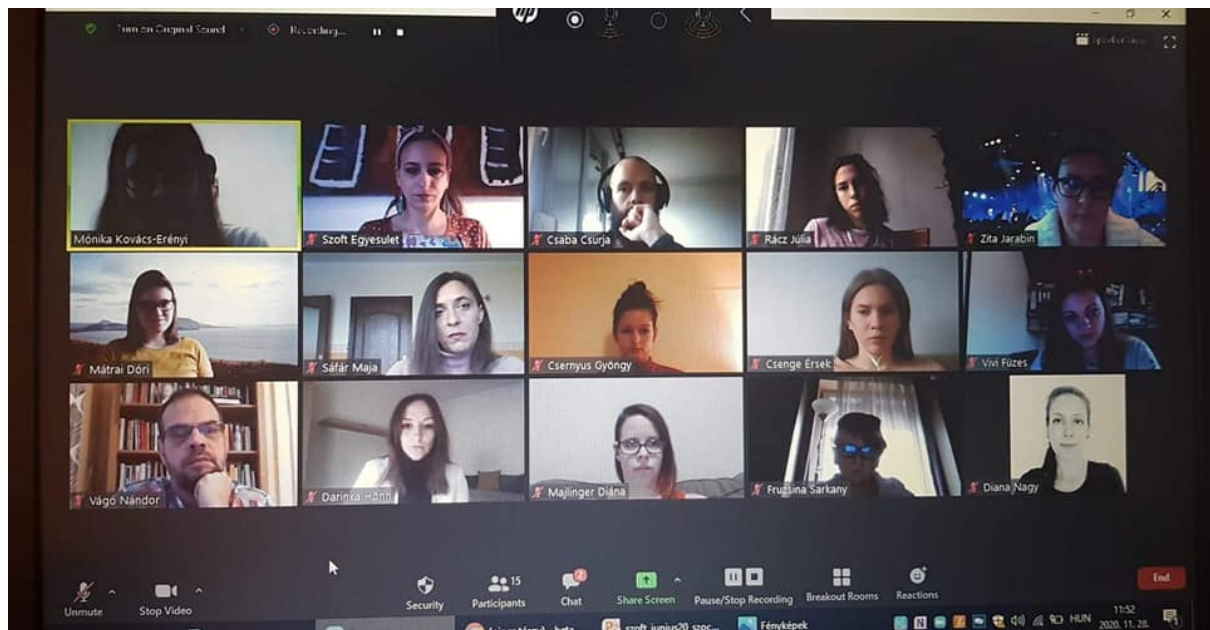 hp
Turn on Original Sound
Recording...
Mónika Kovács-Erényi
Szoft Egyesulet
Csaba Csurja
Rácz Júlia
Zita Jarabin
Mátrai Dóri
Sáfár Maja
Csernyus Gyöngy
Csenge Érsek
Vivi Füzes
Vágó Nándor
Darinka
Majlinger Diána
Fruzsina Sarkany
Diana Nagy
Unmute
Stop Video
Security
15
Participants
2
Chat
Share Screen
Pause/Stop Recording
Breakout Rooms
Reactions
End
szoft_junius20_szoc...
Fényképek
HUN
11:52
2020. 11. 28.